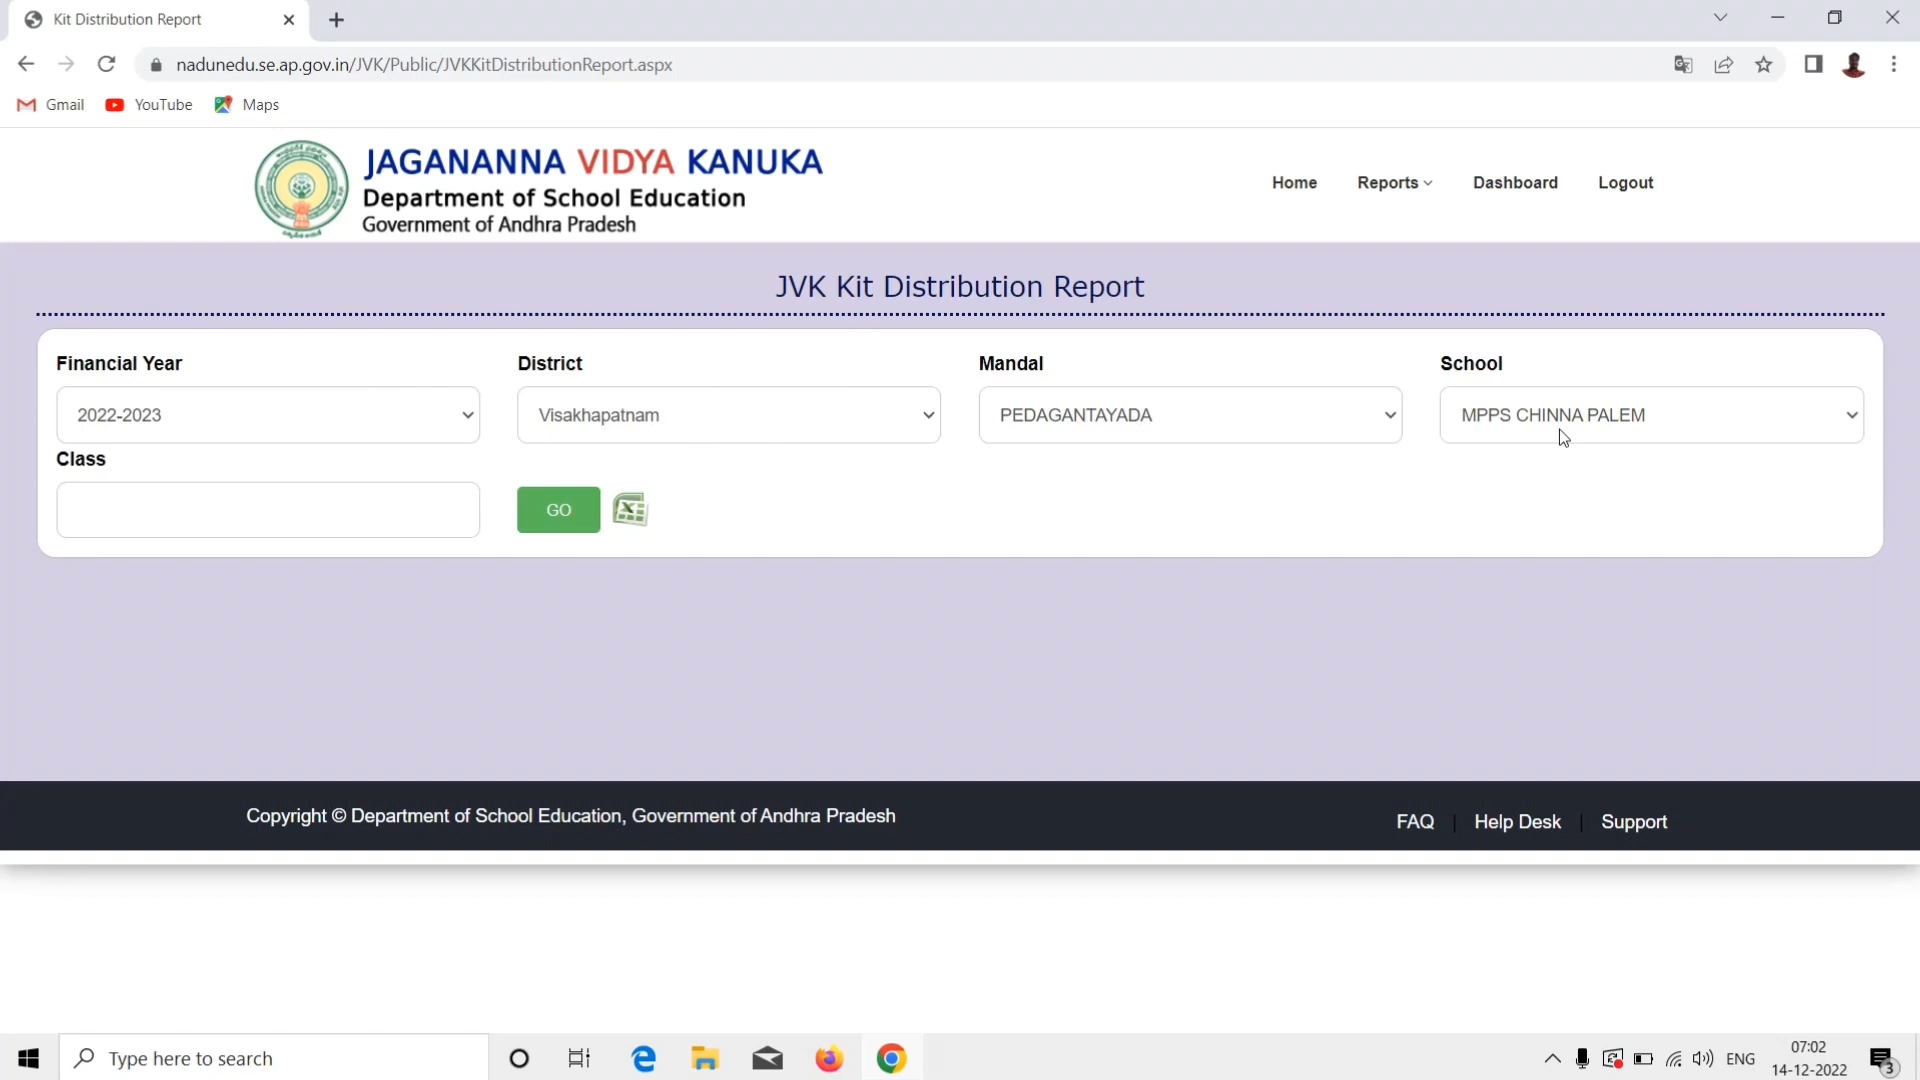 Kit Distribution Report
nadunedu.se.ap.gov.in/JVK/Public/JVKKitDistributionReport.aspx
Gmail YouTube Maps
JAGANANNA VIDYA KANUKA
Department of School Education
Government of Andhra Pradesh
Home Reports Dashboard Logout
JVK Kit Distribution Report
Financial Year District Mandal School
2022-2023 Visakhapatnam PEDAGANTAYADA MPPS CHINNA PALEM
Class
GO
Copyright © Department of School Education, Government of Andhra Pradesh
FAQ | Help Desk | Support
Type here to search
ENG
07:02
14-12-2022
3